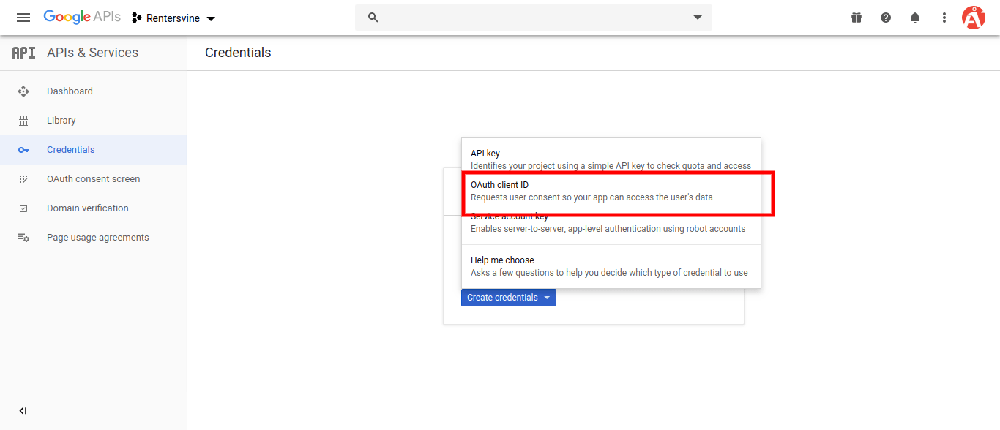 Google APIs
Rentersvine
API APIs & Services
Credentials
Dashboard
Library
Credentials
OAuth consent screen
Domain verification
Page usage agreements
API key
Identifies your project using a simple API key to check quota and access
OAuth client ID
Requests user consent so your app can access the user's data
Service account key
Enables server-to-server, app-level authentication using robot accounts
Help me choose
Asks a few questions to help you decide which type of credential to use
Create credentials